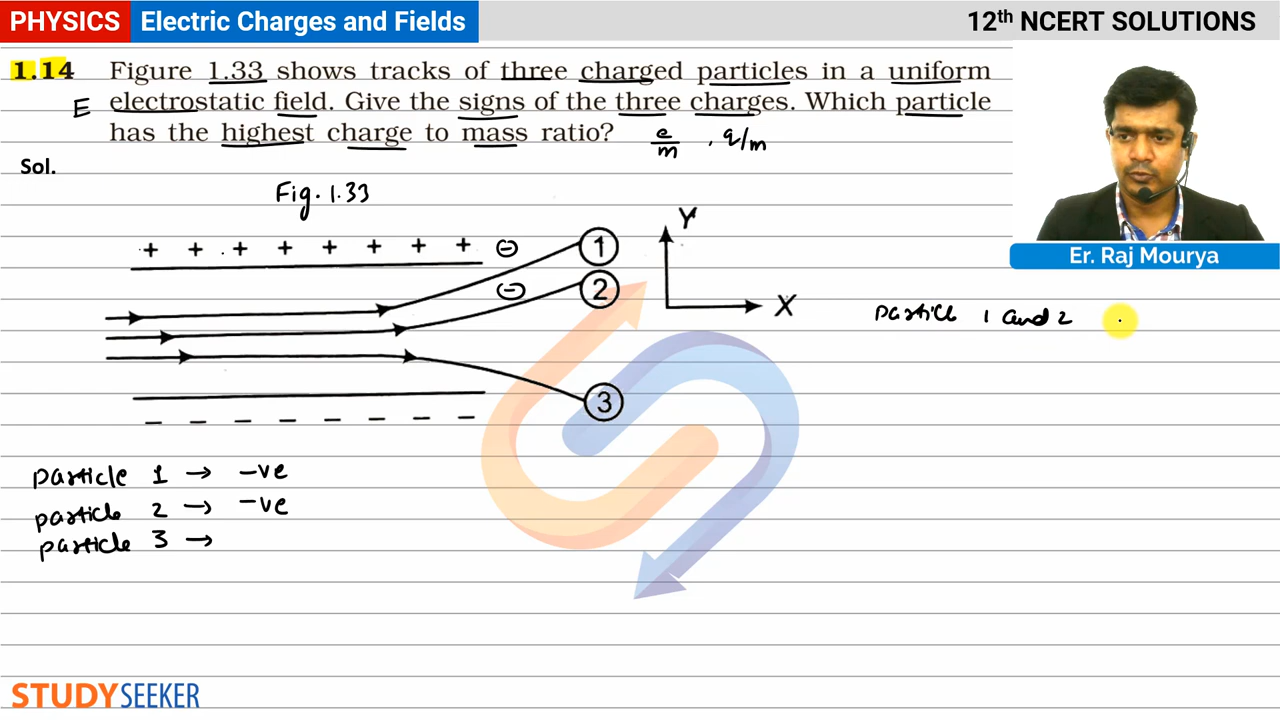 PHYSICS Electric Charges and Fields 12th NCERT SOLUTIONS
1.14 Figure 1.33 shows tracks of three charged particles in a uniform
E electrostatic field. Give the signs of the three charges. Which particle
has the highest charge to mass ratio? e/m , q/m
Sol.
Fig. 1.33
Er. Raj Mourya
+ + + + + + + + ⊖ 1
⊖ 2
3
− − − − − − − −
Y
X
particle 1 and 2
particle 1 → -ve
particle 2 → -ve
particle 3 →
STUDY SEEKER